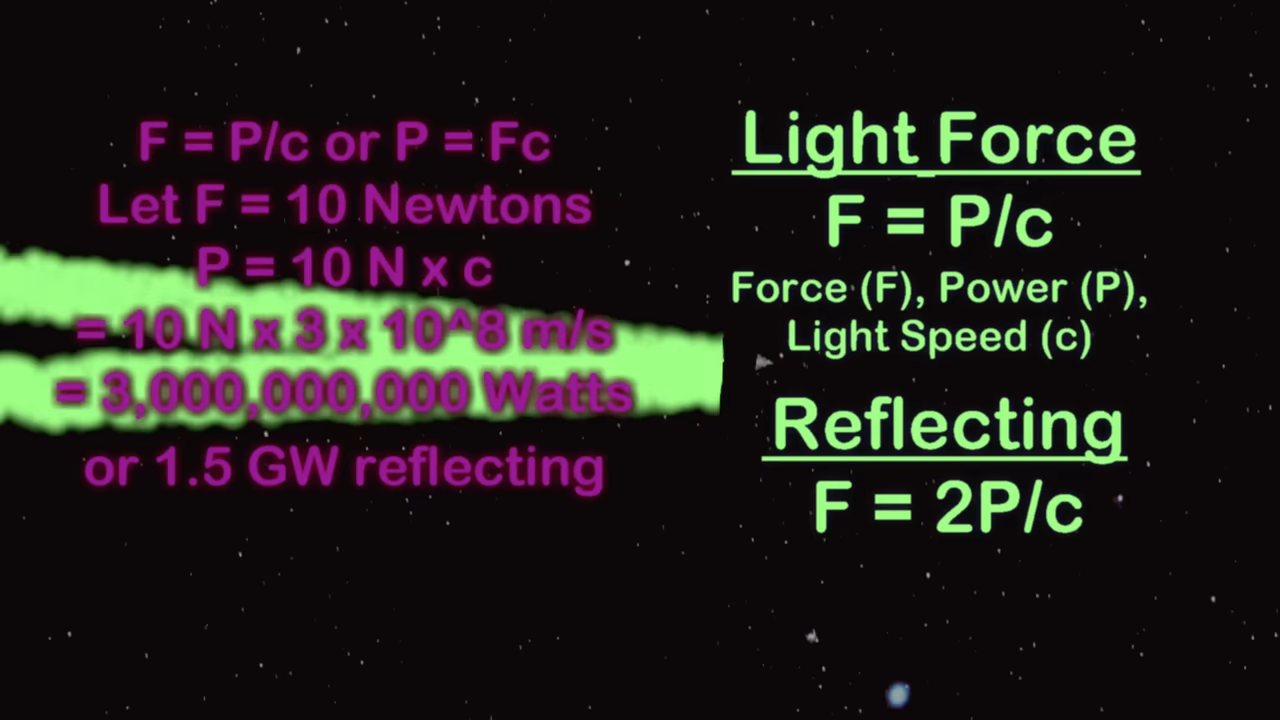 F = P/c or P = Fc
Let F = 10 Newtons
P = 10 N x c
= 10 N x 3 x 10^8 m/s
= 3,000,000,000 Watts
or 1.5 GW reflecting
Light Force
F = P/c
Force (F), Power (P),
Light Speed (c)
Reflecting
F = 2P/c